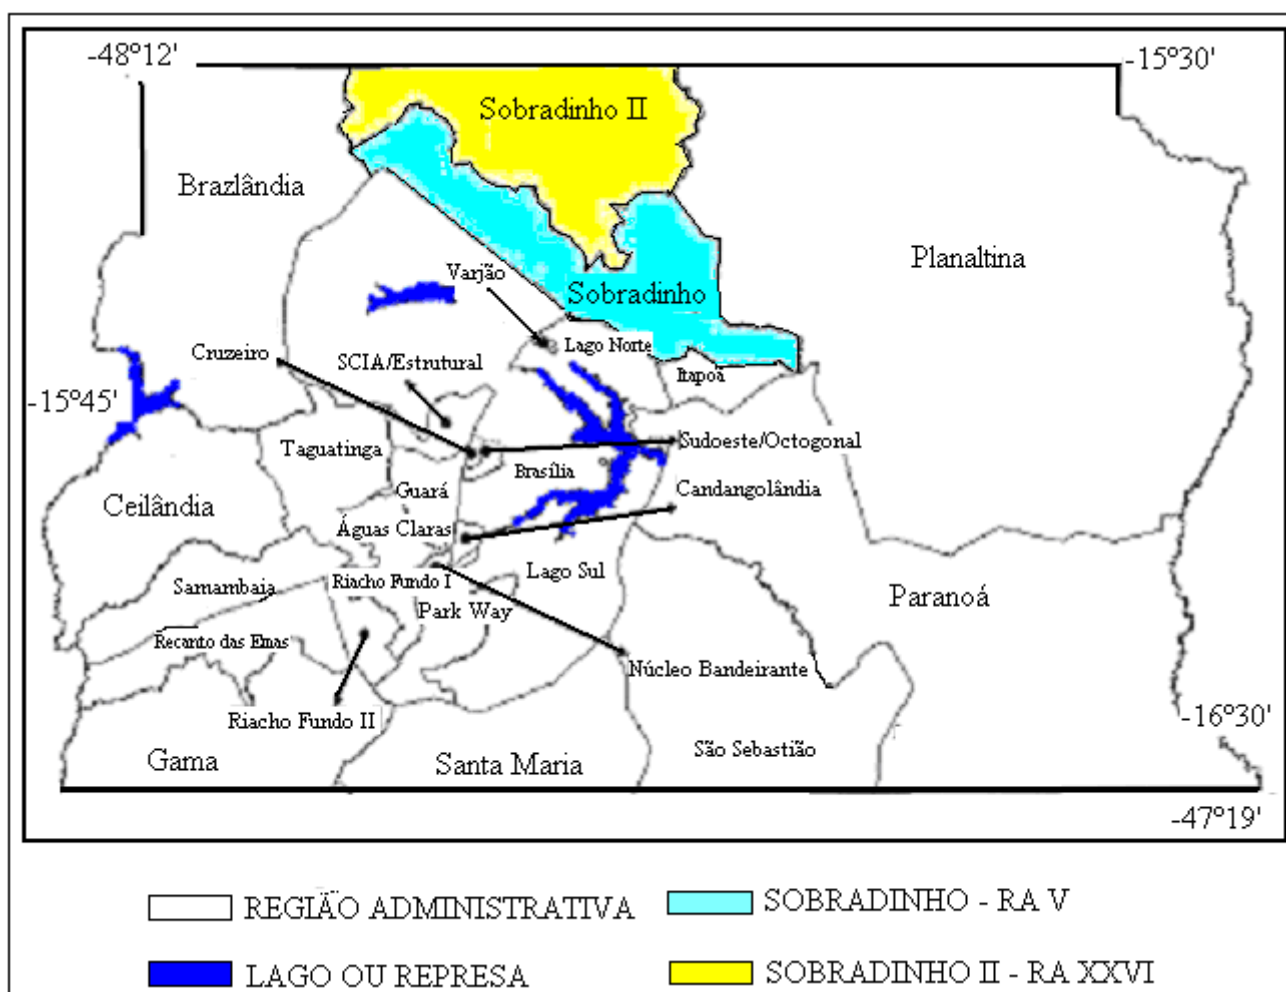 -48°12'
-15°30'
Sobradinho II
Brazlândia
Planaltina
Varjão
Sobradinho
Cruzeiro
SCIA/Estrutural
Lago Norte
Itapoã
-15°45'
Taguatinga
Sudoeste/Octogonal
Brasília
Guará
Candangolândia
Ceilândia
Águas Claras
Lago Sul
Samambaia
Riacho Fundo I
Park Way
Paranoá
Recanto das Emas
Núcleo Bandeirante
Riacho Fundo II
-16°30'
São Sebastião
Gama
Santa Maria
-47°19'
REGIÃO ADMINISTRATIVA
SOBRADINHO - RA V
LAGO OU REPRESA
SOBRADINHO II - RA XXVI